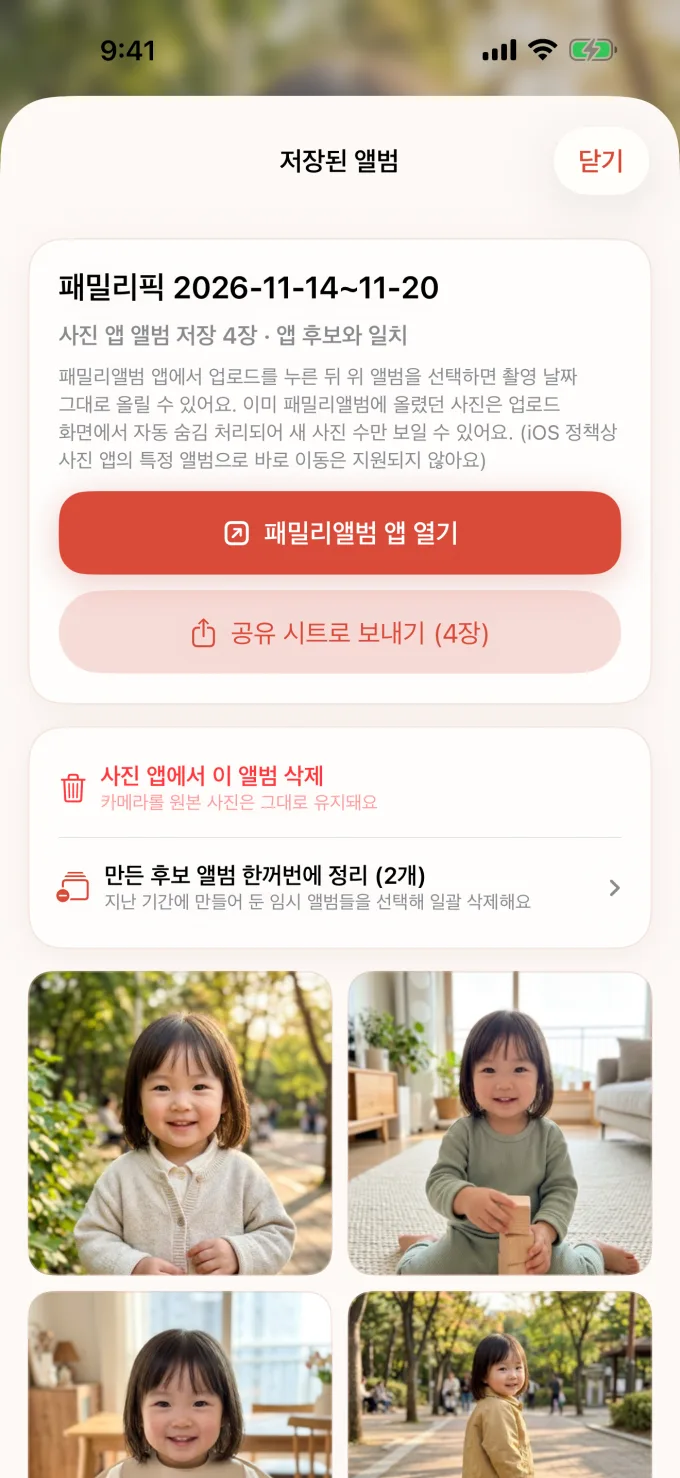 9:41
저장된 앨범
닫기
패밀리픽 2026-11-14~11-20
사진 앱 앨범 저장 4장 · 앱 후보와 일치
패밀리앨범 앱에서 업로드를 누른 뒤 위 앨범을 선택하면 촬영 날짜
그대로 올릴 수 있어요. 이미 패밀리앨범에 올렸던 사진은 업로드
화면에서 자동 숨김 처리되어 새 사진 수만 보일 수 있어요. (iOS 정책상
사진 앱의 특정 앨범으로 바로 이동은 지원되지 않아요)
패밀리앨범 앱 열기
공유 시트로 보내기 (4장)
사진 앱에서 이 앨범 삭제
카메라롤 원본 사진은 그대로 유지돼요
만든 후보 앨범 한꺼번에 정리 (2개)
지난 기간에 만들어 둔 임시 앨범들을 선택해 일괄 삭제해요